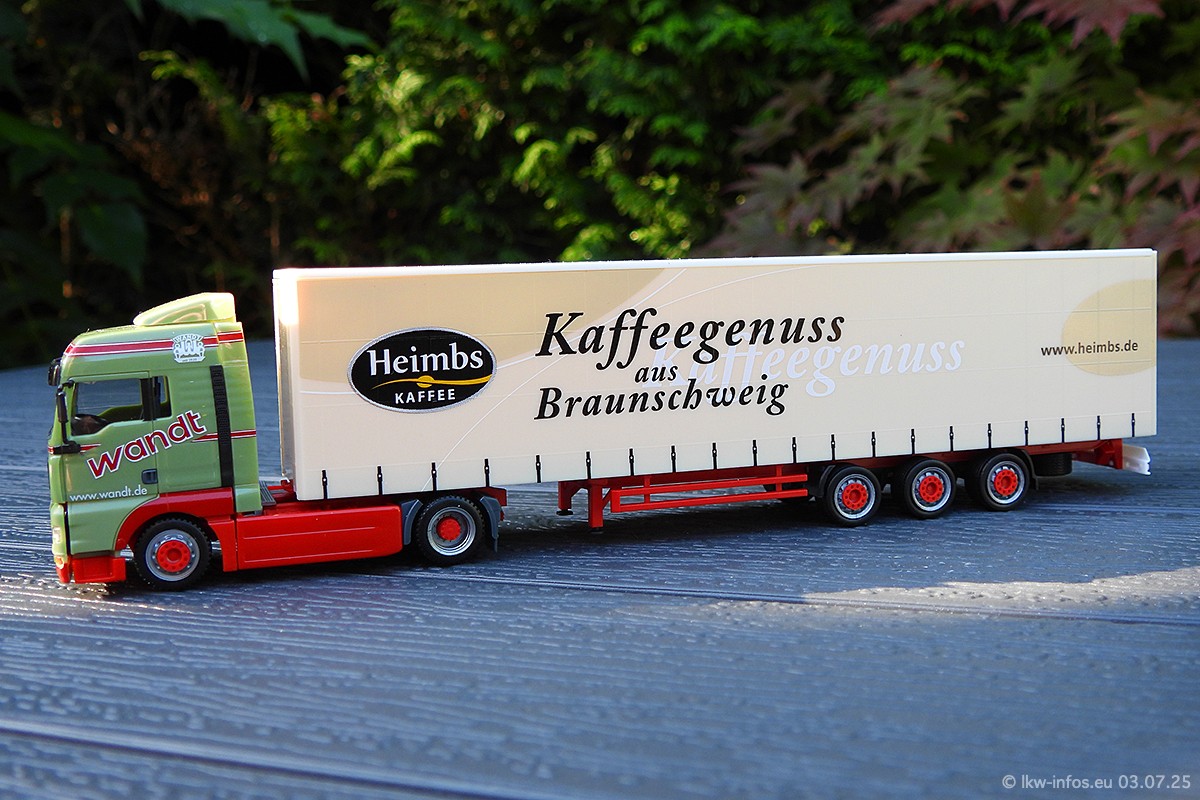 WANDT
wandt
www.wandt.de
Heimbs
KAFFEE
Kaffeegenuss
Kaffeegenuss
aus
Braunschweig
www.heimbs.de
© lkw-infos.eu 03.07.25